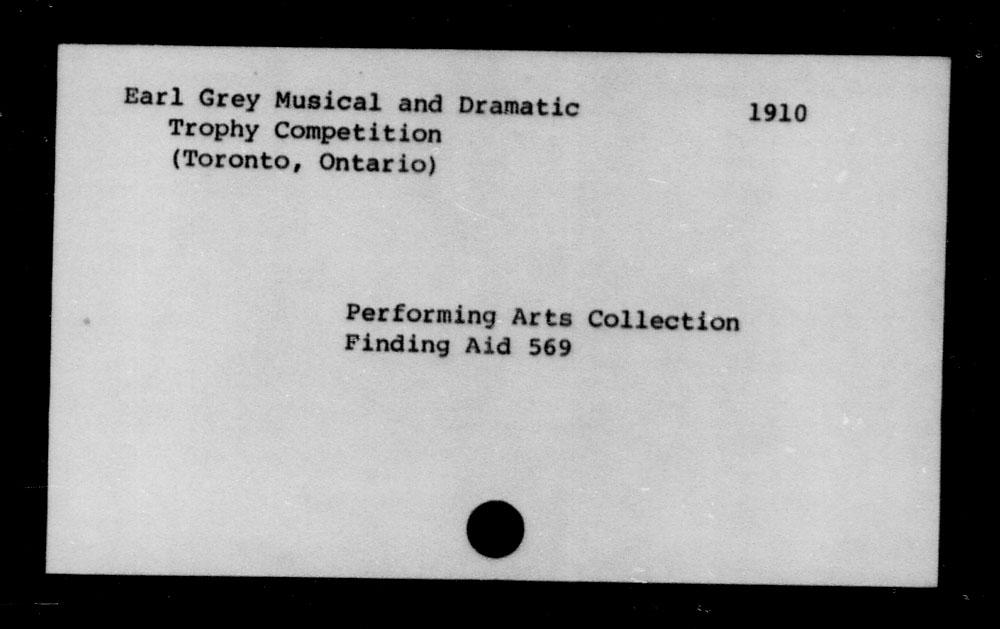 Earl Grey Musical and Dramatic 1910
Trophy Competition
(Toronto, Ontario)
Performing Arts Collection
Finding Aid 569